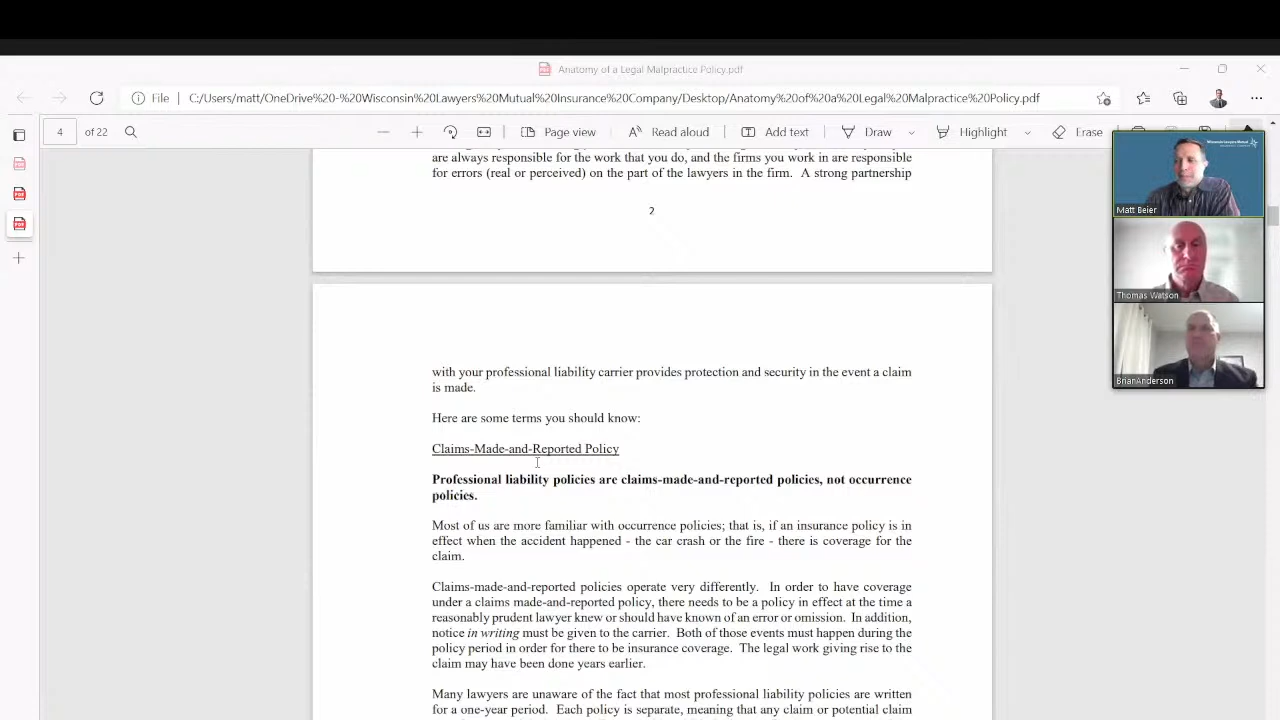 Anatomy of a Legal Malpractice Policy.pdf
File C:/Users/matt/OneDrive%20-%20Wisconsin%20Lawyers%20Mutual%20Insurance%20Company/Desktop/Anatomy%20of%20a%20Legal%20Malpractice%20Policy.pdf
4 of 22 Page view Read aloud Add text Draw Highlight Erase
are always responsible for the work that you do, and the firms you work in are responsible
for errors (real or perceived) on the part of the lawyers in the firm. A strong partnership
2
with your professional liability carrier provides protection and security in the event a claim
is made.
Here are some terms you should know:
Claims-Made-and-Reported Policy
Professional liability policies are claims-made-and-reported policies, not occurrence
policies.
Most of us are more familiar with occurrence policies; that is, if an insurance policy is in
effect when the accident happened - the car crash or the fire - there is coverage for the
claim.
Claims-made-and-reported policies operate very differently. In order to have coverage
under a claims made-and-reported policy, there needs to be a policy in effect at the time a
reasonably prudent lawyer knew or should have known of an error or omission. In addition,
notice in writing must be given to the carrier. Both of those events must happen during the
policy period in order for there to be insurance coverage. The legal work giving rise to the
claim may have been done years earlier.
Many lawyers are unaware of the fact that most professional liability policies are written
for a one-year period. Each policy is separate, meaning that any claim or potential claim
Wisconsin Lawyers Mutual
Matt Beier
Thomas Watson
BrianAnderson